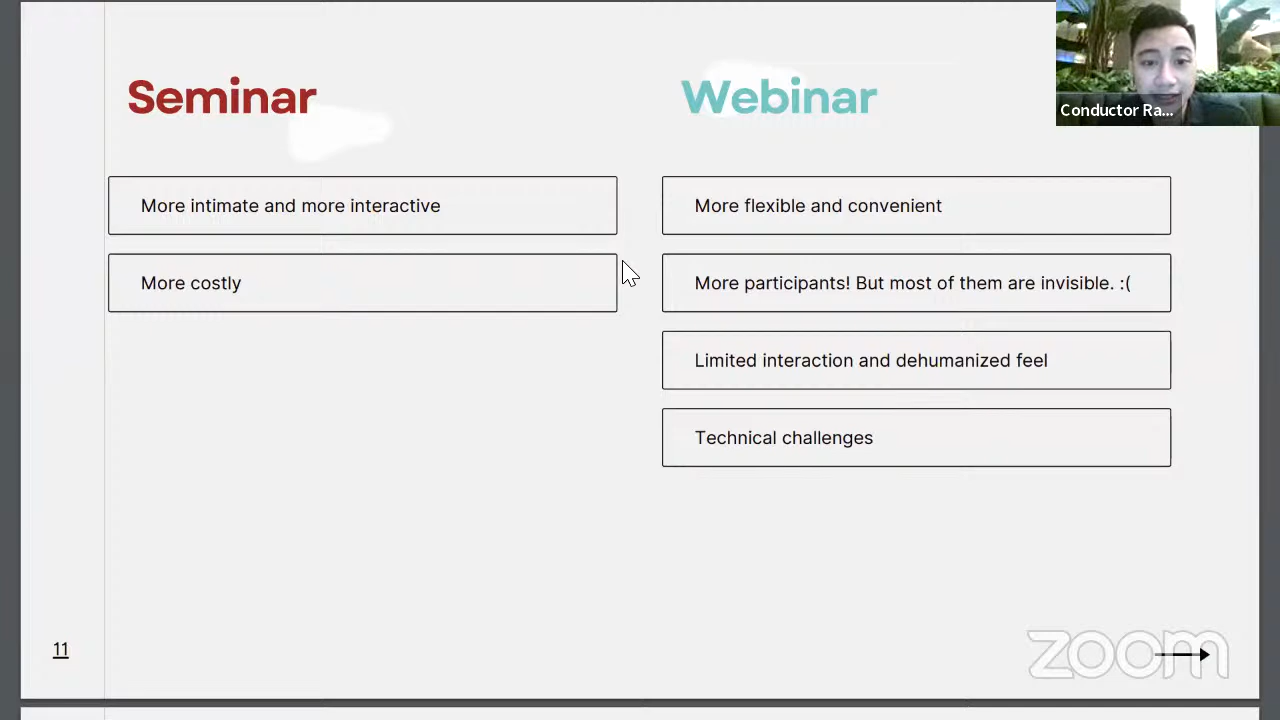 Seminar
More intimate and more interactive
More costly
Webinar
More flexible and convenient
More participants! But most of them are invisible. :(
Limited interaction and dehumanized feel
Technical challenges
Conductor Ra...
11
zoom